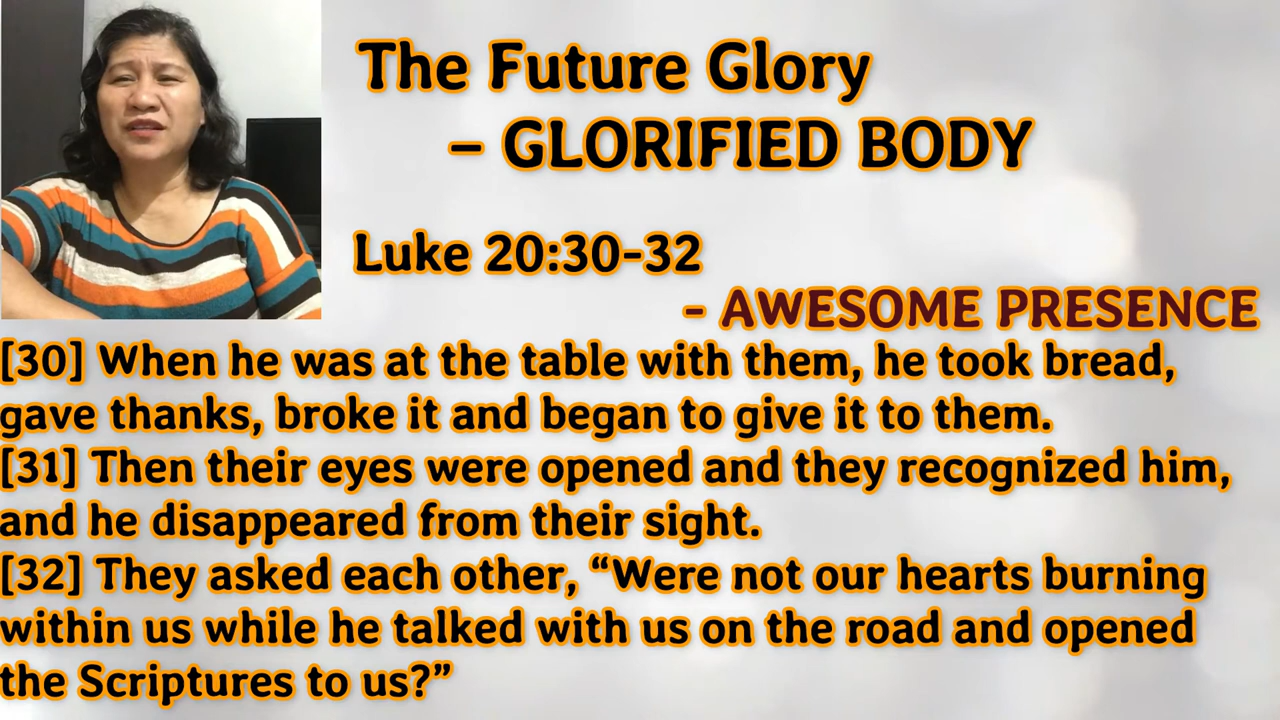 The Future Glory
– GLORIFIED BODY
Luke 20:30-32
- AWESOME PRESENCE
[30] When he was at the table with them, he took bread,
gave thanks, broke it and began to give it to them.
[31] Then their eyes were opened and they recognized him,
and he disappeared from their sight.
[32] They asked each other, “Were not our hearts burning
within us while he talked with us on the road and opened
the Scriptures to us?”